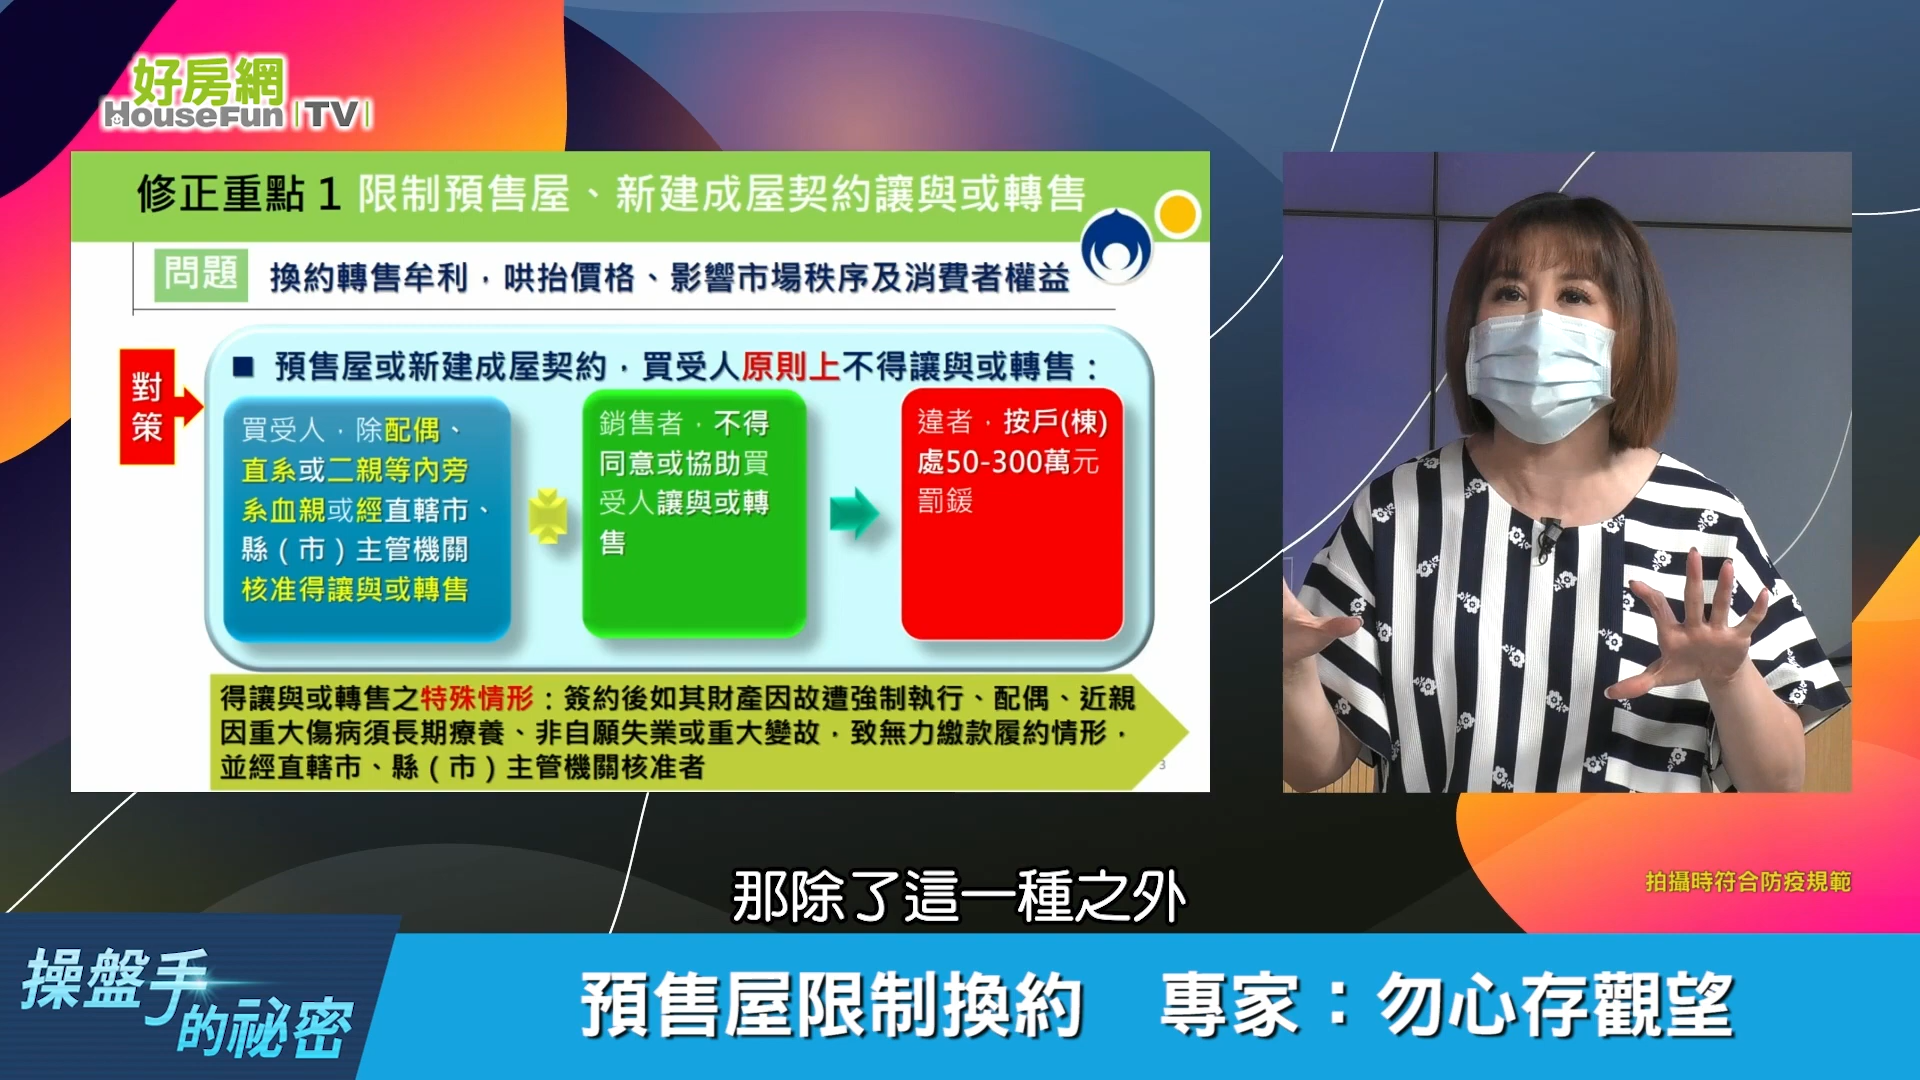 好房網
HouseFun TV
修正重點1 限制預售屋、新建成屋契約讓與或轉售
問題
換約轉售牟利，哄抬價格、影響市場秩序及消費者權益
對策
■ 預售屋或新建成屋契約，買受人原則上不得讓與或轉售：
買受人，除配偶、
直系或二親等內旁
系血親或經直轄市、
縣（市）主管機關
核准得讓與或轉售
銷售者，不得
同意或協助買
受人讓與或轉
售
違者，按戶(棟)
處50-300萬元
罰鍰
得讓與或轉售之特殊情形：簽約後如其財產因故遭強制執行、配偶、近親
因重大傷病須長期療養、非自願失業或重大變故，致無力繳款履約情形，
並經直轄市、縣（市）主管機關核准者
3
那除了這一種之外
拍攝時符合防疫規範
操盤手
的祕密
預售屋限制換約 專家：勿心存觀望